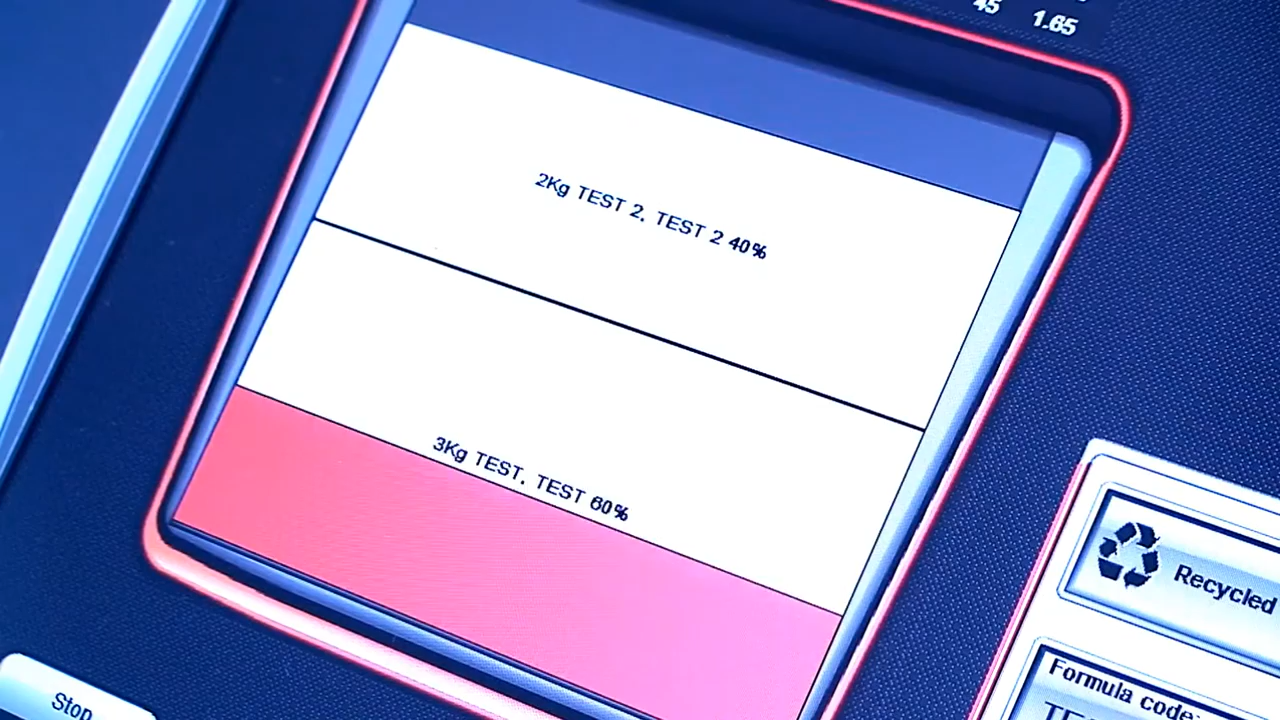 45 1.65
2Kg TEST 2, TEST 2 40%
3Kg TEST, TEST 60%
Recycled
Formula code:
Stop